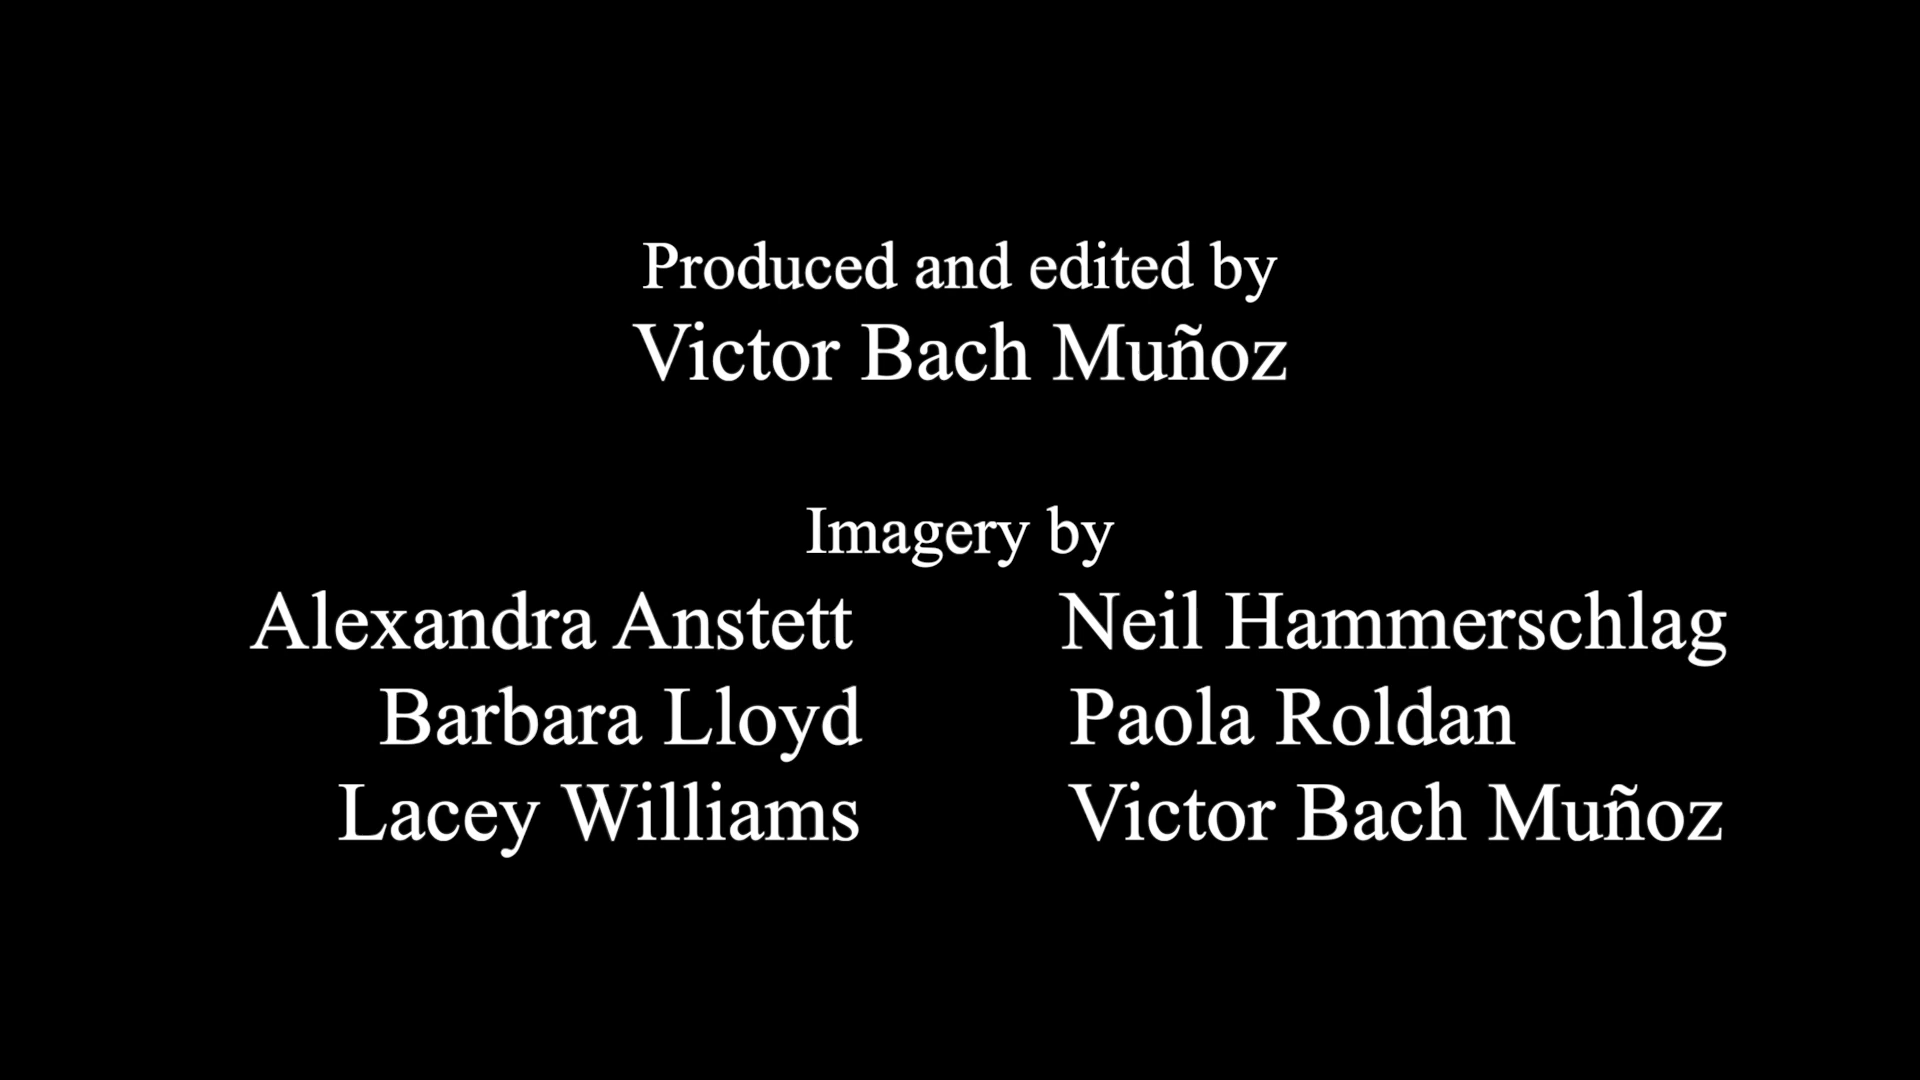 Produced and edited by
Victor Bach Muñoz
Imagery by
Alexandra Anstett Neil Hammerschlag
Barbara Lloyd Paola Roldan
Lacey Williams Victor Bach Muñoz